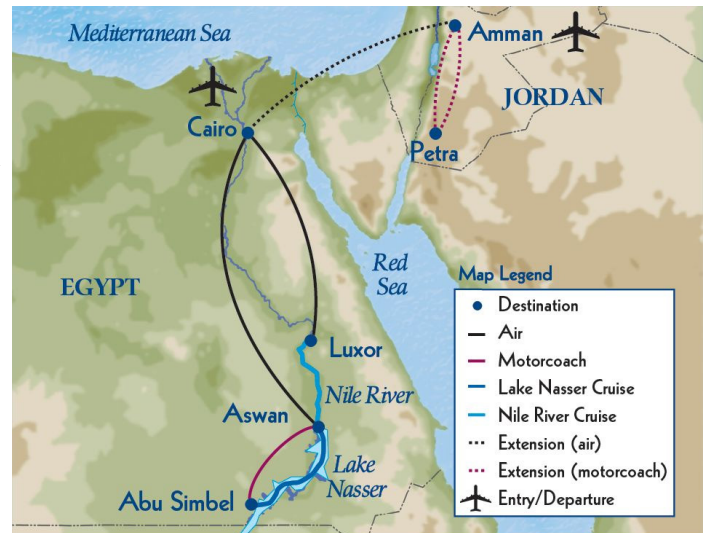 Mediterranean Sea
Amman
JORDAN
Cairo
Petra
Red
Sea
EGYPT
Luxor
Nile River
Aswan
Lake
Nasser
Abu Simbel
Map Legend
Destination
Air
Motorcoach
Lake Nasser Cruise
Nile River Cruise
Extension (air)
Extension (motorcoach)
Entry/Departure